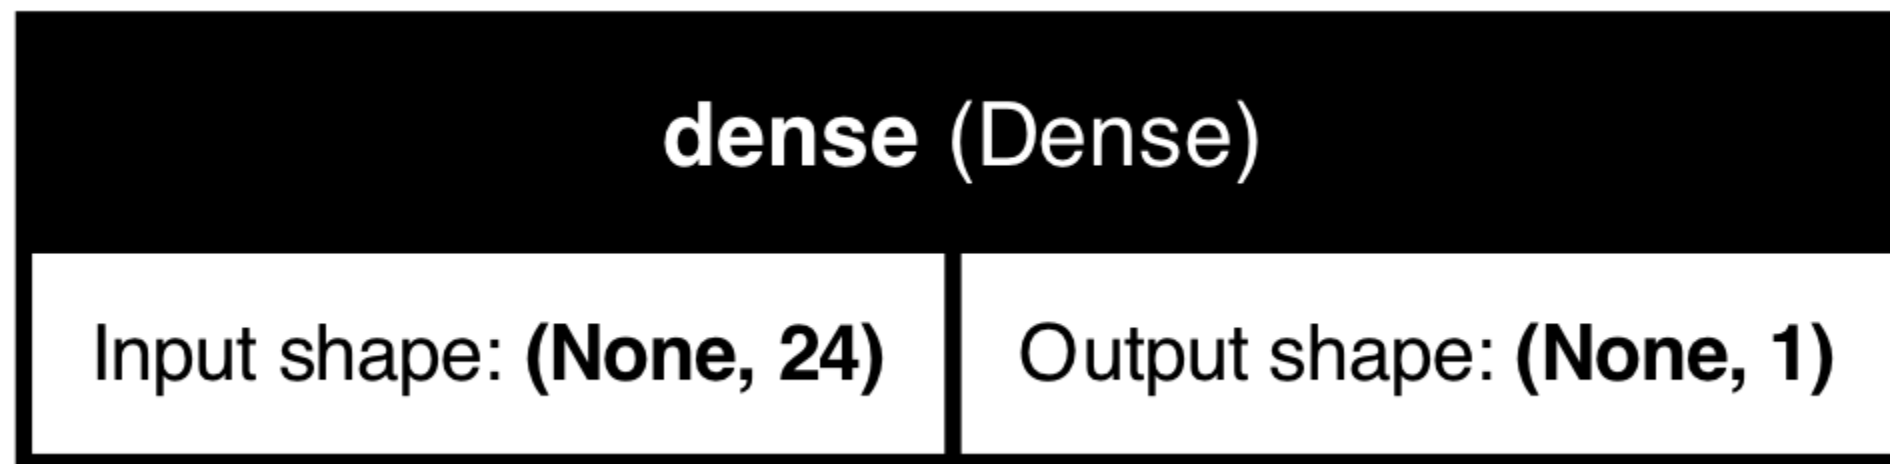 dense (Dense)
Input shape: (None, 24)
Output shape: (None, 1)